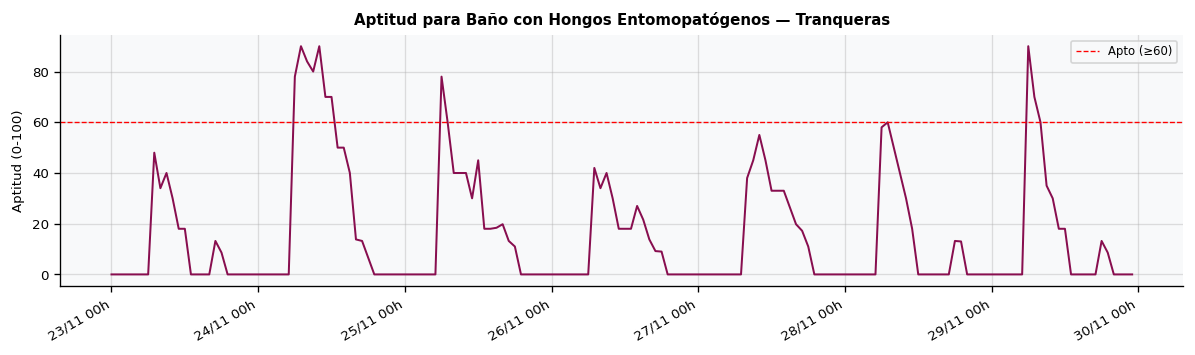 Aptitud para Baño con Hongos Entomopatógenos — Tranqueras
Apto (≥60)
Aptitud (0-100)
80
60
40
20
0
23/11 00h
24/11 00h
25/11 00h
26/11 00h
27/11 00h
28/11 00h
29/11 00h
30/11 00h